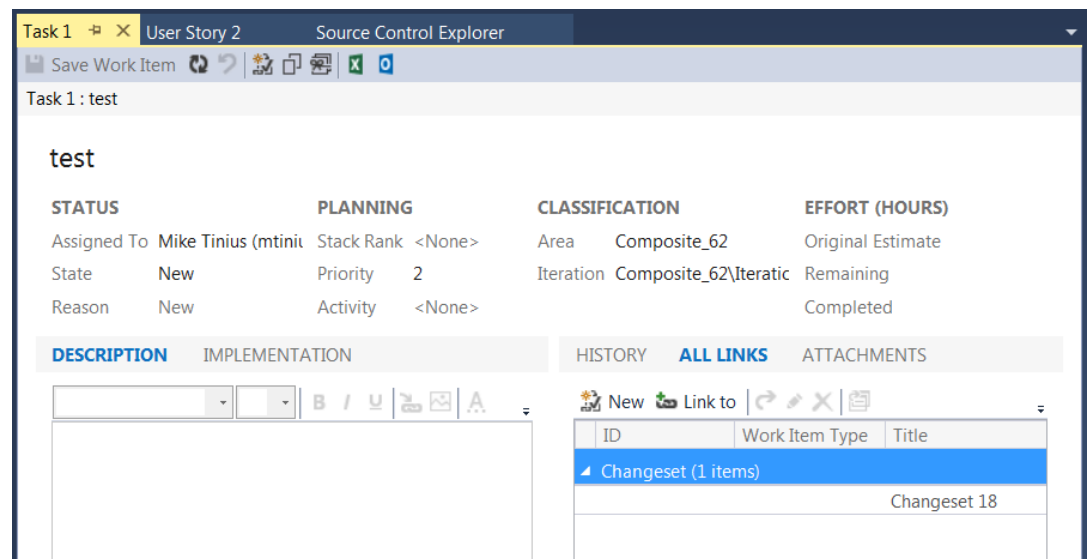 Task 1 User Story 2 Source Control Explorer
Save Work Item
Task 1 : test
test
STATUS PLANNING CLASSIFICATION EFFORT (HOURS)
Assigned To Mike Tinius (mtiniu Stack Rank <None> Area Composite_62 Original Estimate
State New Priority 2 Iteration Composite_62\Iteratic Remaining
Reason New Activity <None> Completed
DESCRIPTION IMPLEMENTATION HISTORY ALL LINKS ATTACHMENTS
B I U A New Link to
ID Work Item Type Title
Changeset (1 items)
Changeset 18